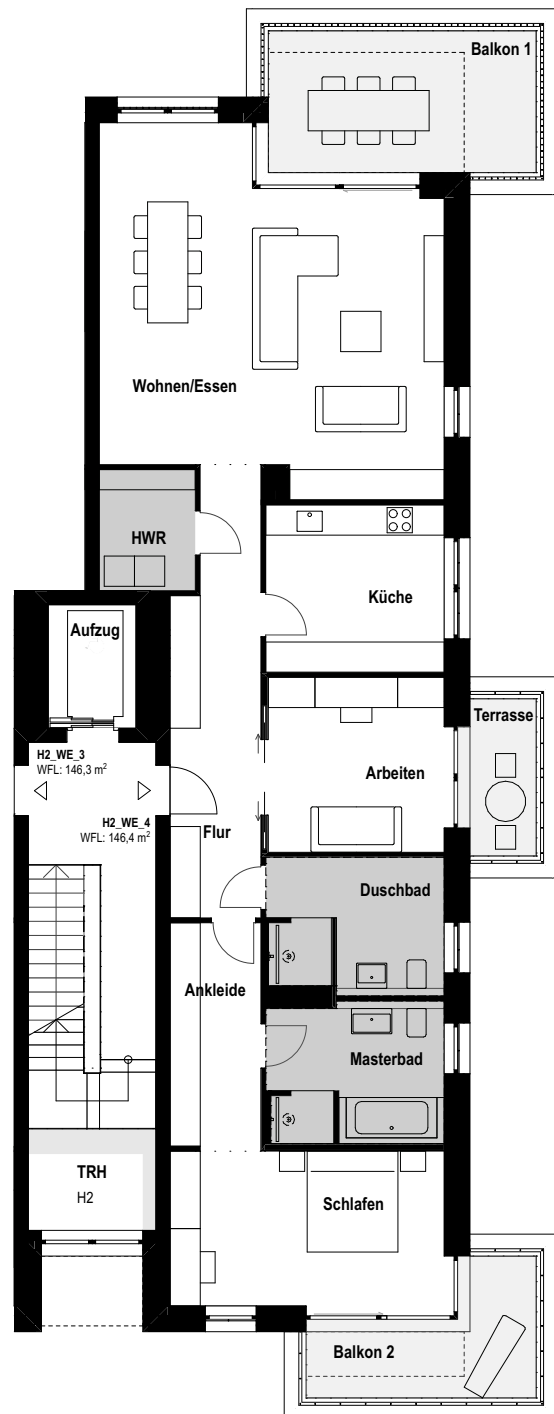 Balkon 1
Wohnen/Essen
HWR
Küche
Aufzug
Terrasse
H2_WE_3
WFL: 146,3 m²
Arbeiten
H2_WE_4
WFL: 146,4 m²
Flur
Duschbad
Ankleide
Masterbad
TRH
H2
Schlafen
Balkon 2